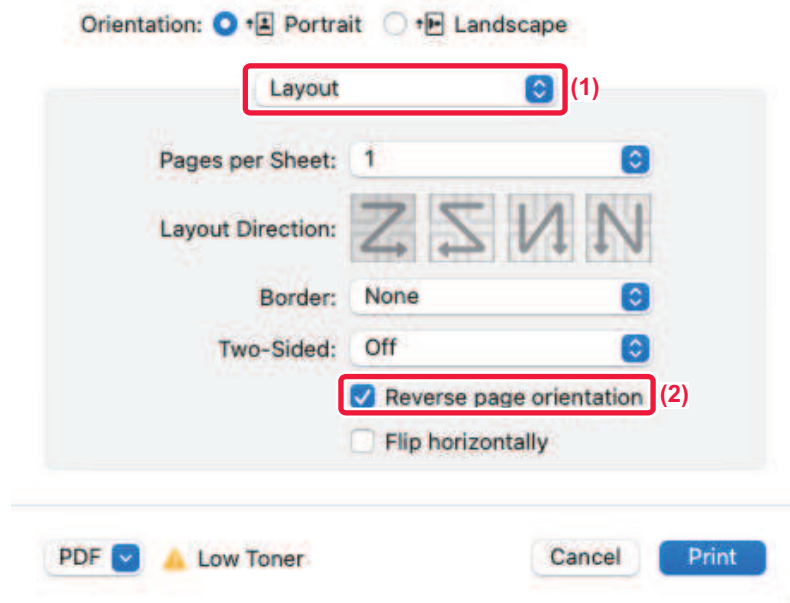 Orientation: Portrait Landscape
Layout (1)
Pages per Sheet: 1
Layout Direction:
Border: None
Two-Sided: Off
Reverse page orientation (2)
Flip horizontally
PDF Low Toner Cancel Print